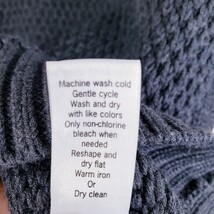 Machine wash cold
Gentle cycle
Wash and dry
with like colors
Only non-chlorine
bleach when
needed
Reshape and
dry flat
Warm iron
Or
Dry clean